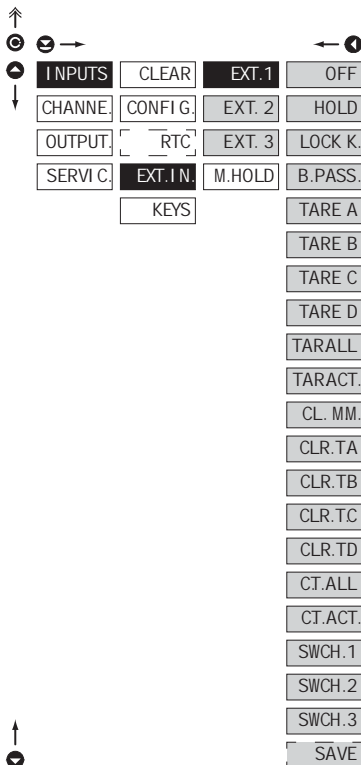 INPUTS CLEAR EXT.1 OFF
CHANNE. CONFIG. EXT. 2 HOLD
OUTPUT. RTC EXT. 3 LOCK K.
SERVIC. EXT.IN. M.HOLD B.PASS.
KEYS TARE A
TARE B
TARE C
TARE D
TARALL
TARACT.
CL. MM.
CLR.TA
CLR.TB
CLR.TC
CLR.TD
CT.ALL
CT.ACT.
SWCH.1
SWCH.2
SWCH.3
SAVE